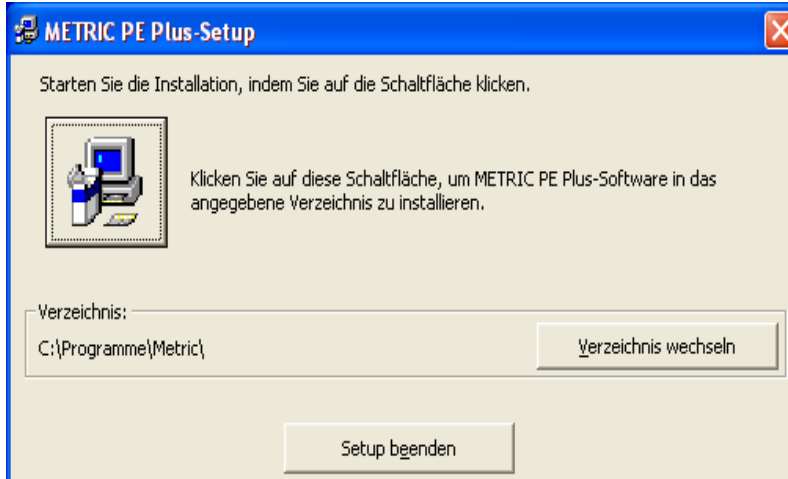 METRIC PE Plus-Setup
Starten Sie die Installation, indem Sie auf die Schaltfläche klicken.
Klicken Sie auf diese Schaltfläche, um METRIC PE Plus-Software in das
angegebene Verzeichnis zu installieren.
Verzeichnis:
C:\Programme\Metric\
Verzeichnis wechseln
Setup beenden